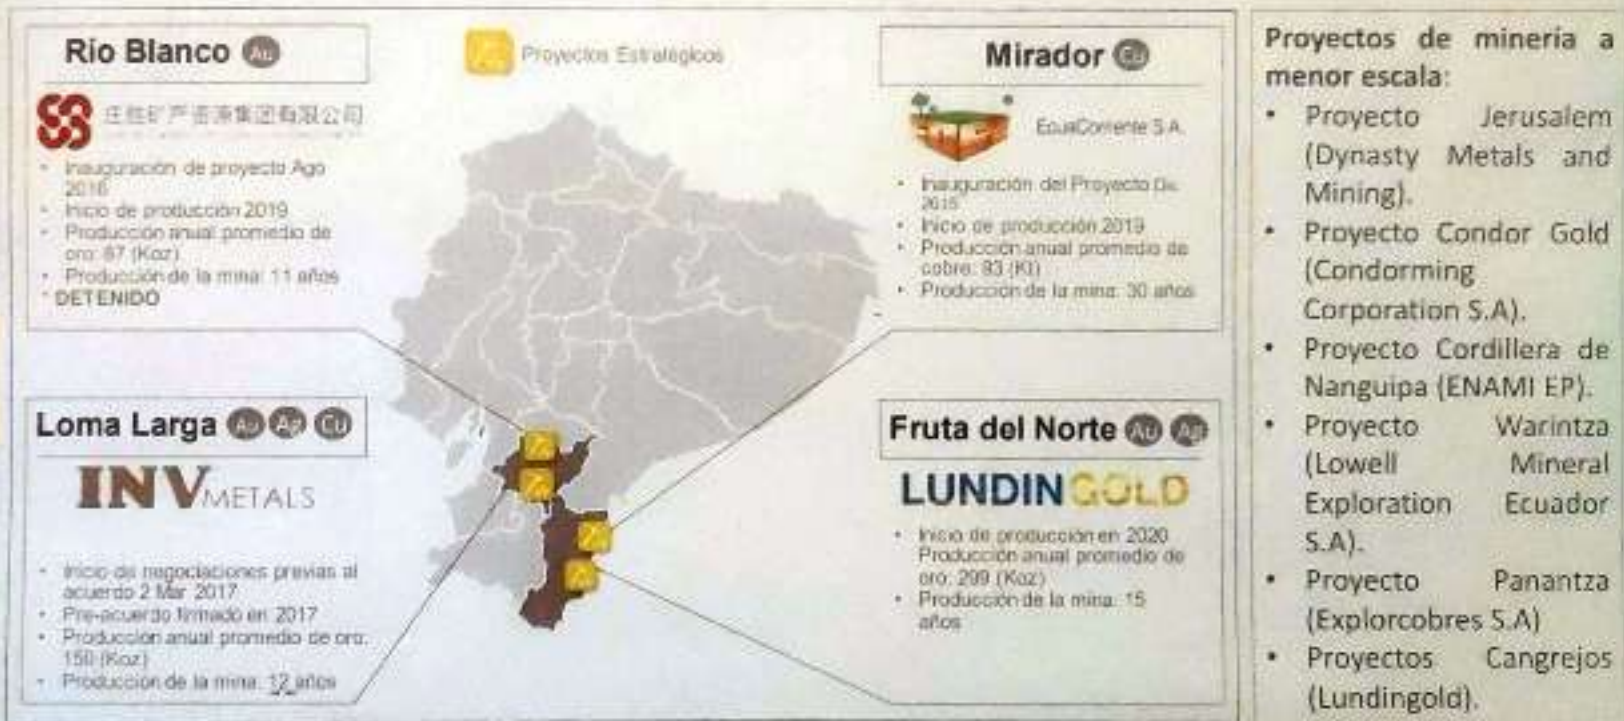 Rio Blanco Au
Inauguración de proyecto Ago
2016
Inicio de producción 2019
Producción anual promedio de
oro: 87 (Koz)
Producción de la mina: 11 años
DETENIDO
Proyectos Estratégicos
Mirador Cu
EcuaCorriente S.A.
Inauguración del Proyecto Dic
2015
Inicio de producción 2019
Producción anual promedio de
cobre: 93 (Kt)
Producción de la mina: 30 años
Loma Larga Au Ag Cu
INV METALS
Inicio de negociaciones previas al
acuerdo 2 Mar 2017
Pre-acuerdo firmado en 2017
Producción anual promedio de oro:
150 (Koz)
Producción de la mina: 12 años
Fruta del Norte Au Ag
LUNDINGOLD
Inicio de producción en 2020
Producción anual promedio de
oro: 299 (Koz)
Producción de la mina: 15
años
Proyectos de minería a
menor escala:
• Proyecto Jerusalem
(Dynasty Metals and
Mining).
• Proyecto Condor Gold
(Condorming
Corporation S.A).
• Proyecto Cordillera de
Nanguipa (ENAMI EP).
• Proyecto Warintza
(Lowell Mineral
Exploration Ecuador
S.A).
• Proyecto Panantza
(Explorcobres S.A)
• Proyectos Cangrejos
(Lundingold).